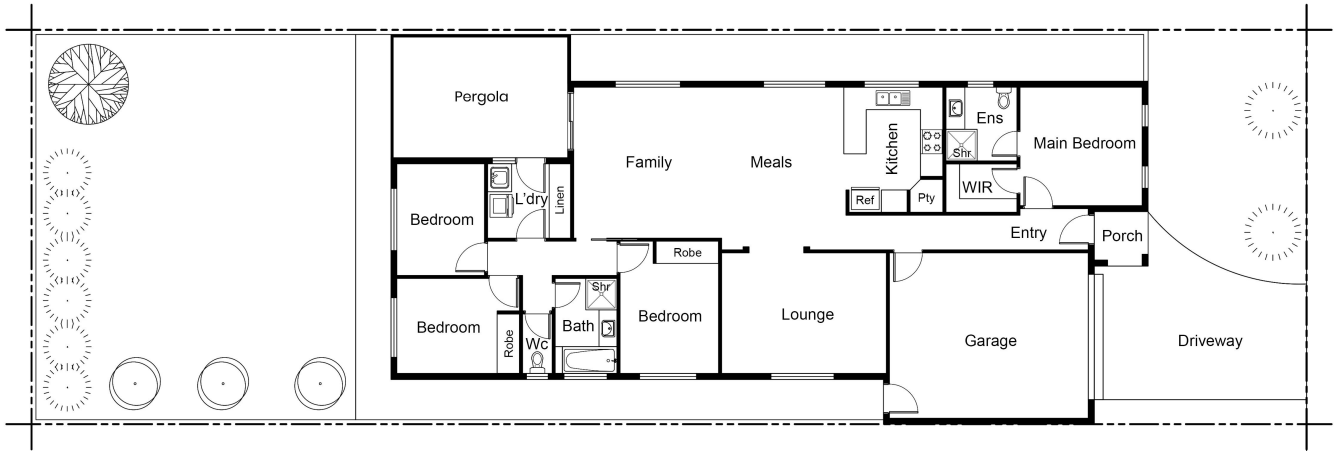 Pergola
Ens
Kitchen
Main Bedroom
Shr
Family
Meals
WIR
L'dry
Linen
Ref
Pty
Bedroom
Entry
Porch
Robe
Shr
Bedroom
Robe
Wc
Bath
Bedroom
Lounge
Garage
Driveway